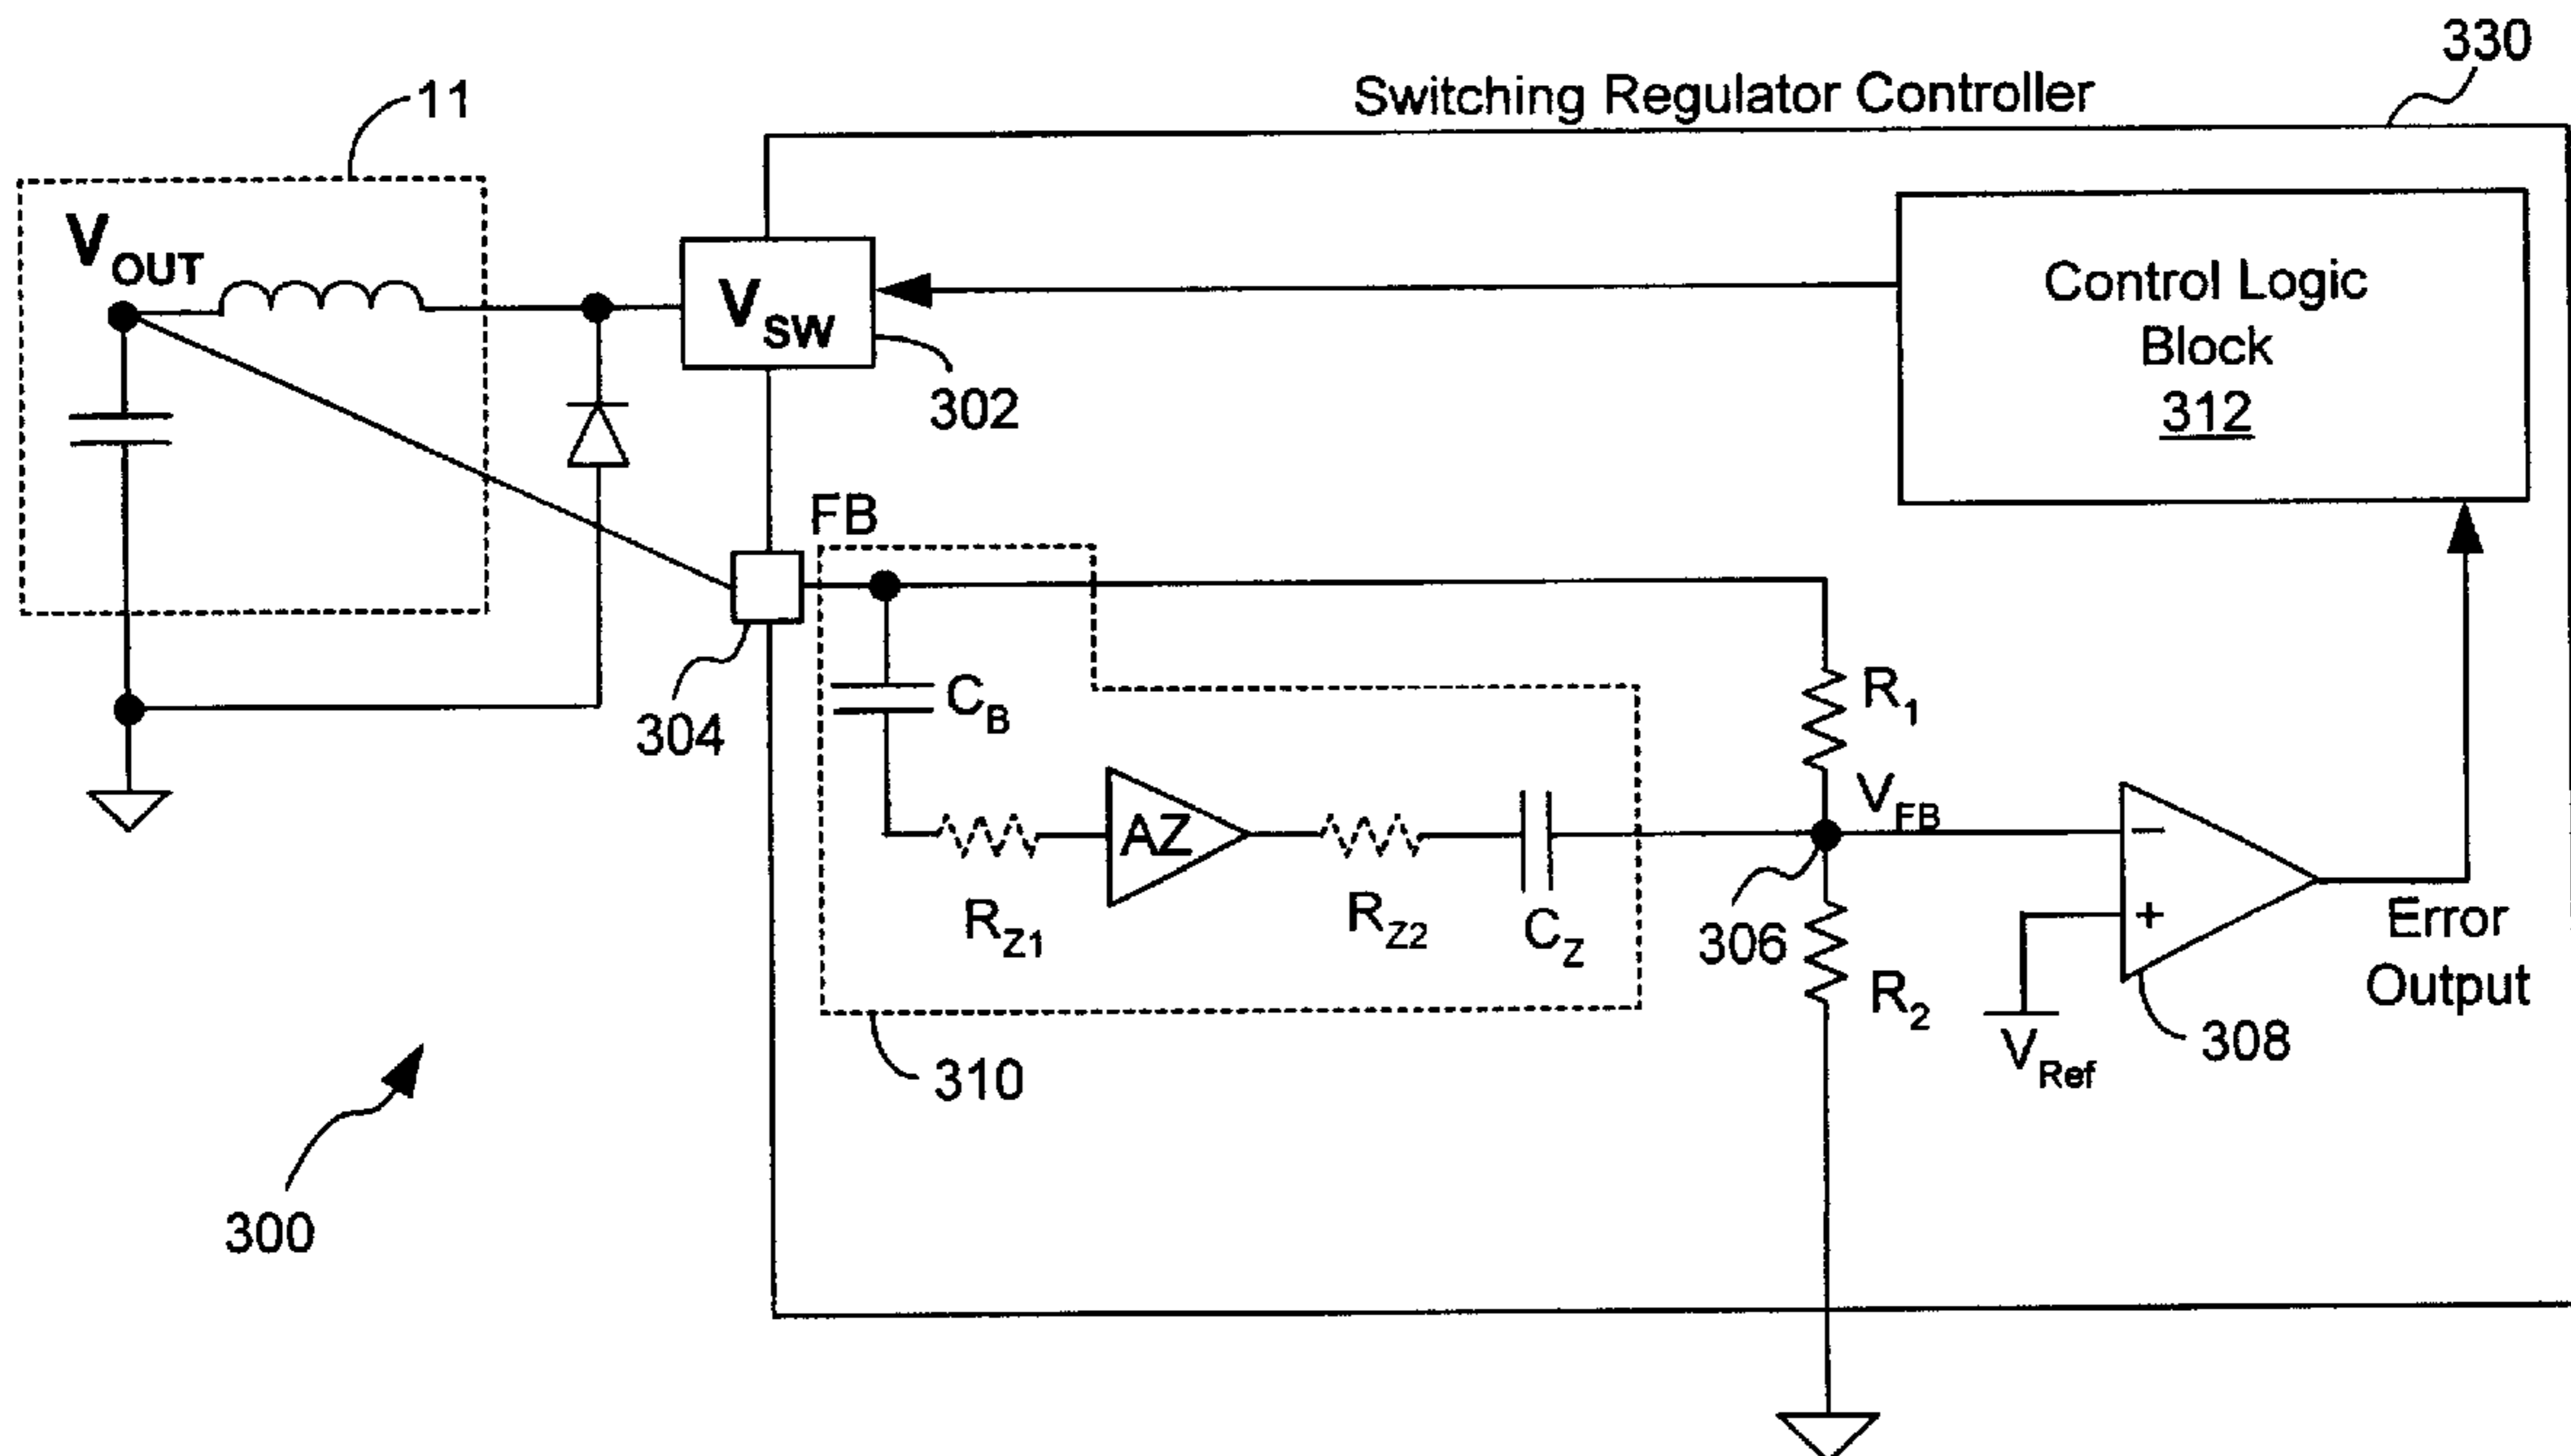 330
Switching Regulator Controller
11
VOUT
VSW
302
Control Logic
Block
312
FB
304
CB
R1
VFB
AZ
RZ1
RZ2
CZ
306
−
+
R2
VRef
308
Error
Output
310
300